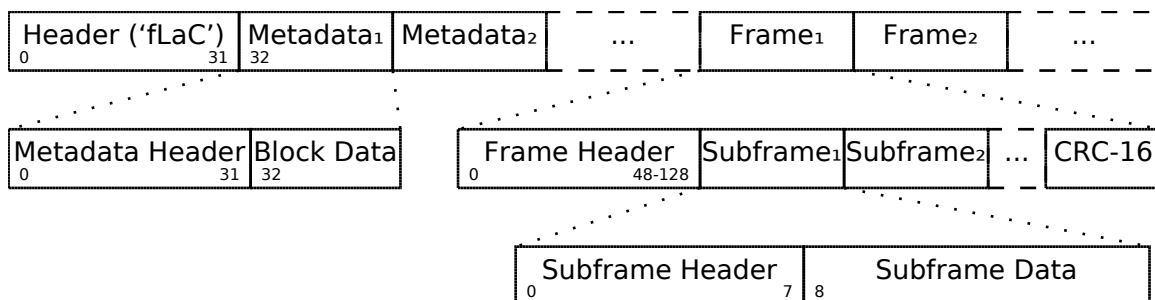 Header (‘fLaC’) Metadata₁ Metadata₂ ... Frame₁ Frame₂ ...
0 31 32
Metadata Header Block Data Frame Header Subframe₁ Subframe₂ ... CRC-16
0 31 32 0 48-128
Subframe Header Subframe Data
0 7 8